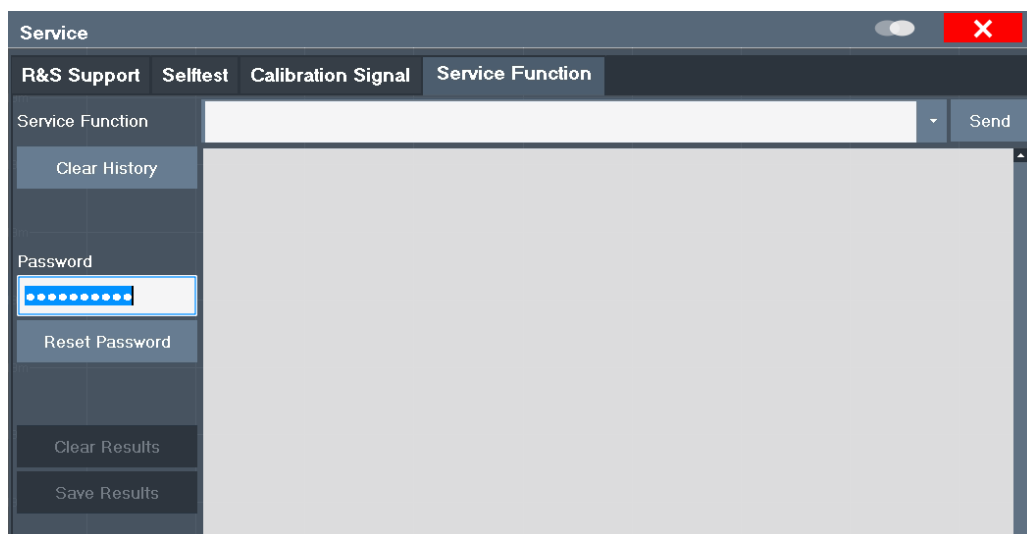 Service
R&S Support Selftest Calibration Signal Service Function
Service Function
Send
Clear History
Password
••••••••••
Reset Password
Clear Results
Save Results